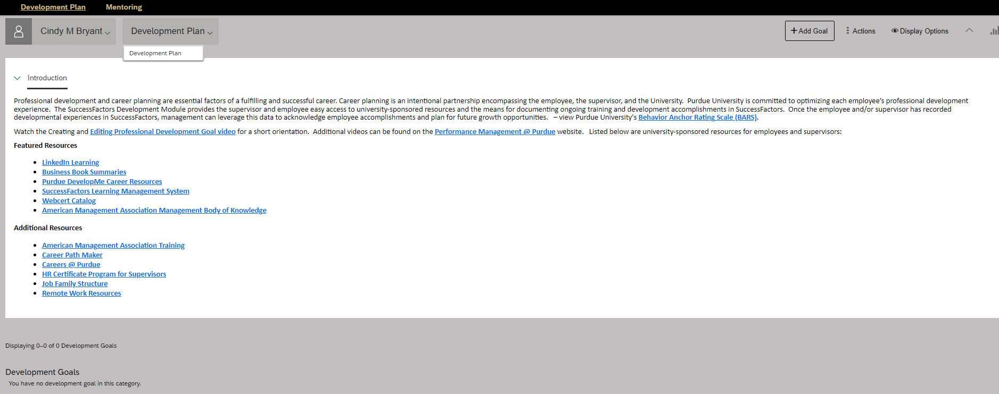 Development Plan Mentoring
Cindy M Bryant Development Plan +Add Goal Actions Display Options
Development Plan
Introduction
Professional development and career planning are essential factors of a fulfilling and successful career. Career planning is an intentional partnership encompassing the employee, the supervisor, and the University.  Purdue University is committed to optimizing each employee’s professional development
experience.  The SuccessFactors Development Module provides the supervisor and employee easy access to university-sponsored resources and the means for documenting ongoing training and development accomplishments in SuccessFactors.  Once the employee and/or supervisor has recorded
developmental experiences in SuccessFactors, management can leverage this data to acknowledge employee accomplishments and plan for future growth opportunities.   – view Purdue University's Behavior Anchor Rating Scale (BARS).
Watch the Creating and Editing Professional Development Goal video for a short orientation.  Additional videos can be found on the Performance Management @ Purdue website.   Listed below are university-sponsored resources for employees and supervisors:
Featured Resources
• LinkedIn Learning
• Business Book Summaries
• Purdue DevelopMe Career Resources
• SuccessFactors Learning Management System
• Webcert Catalog
• American Management Association Management Body of Knowledge
Additional Resources
• American Management Association Training
• Career Path Maker
• Careers @ Purdue
• HR Certificate Program for Supervisors
• Job Family Structure
• Remote Work Resources
Displaying 0–0 of 0 Development Goals
Development Goals
You have no development goal in this category.